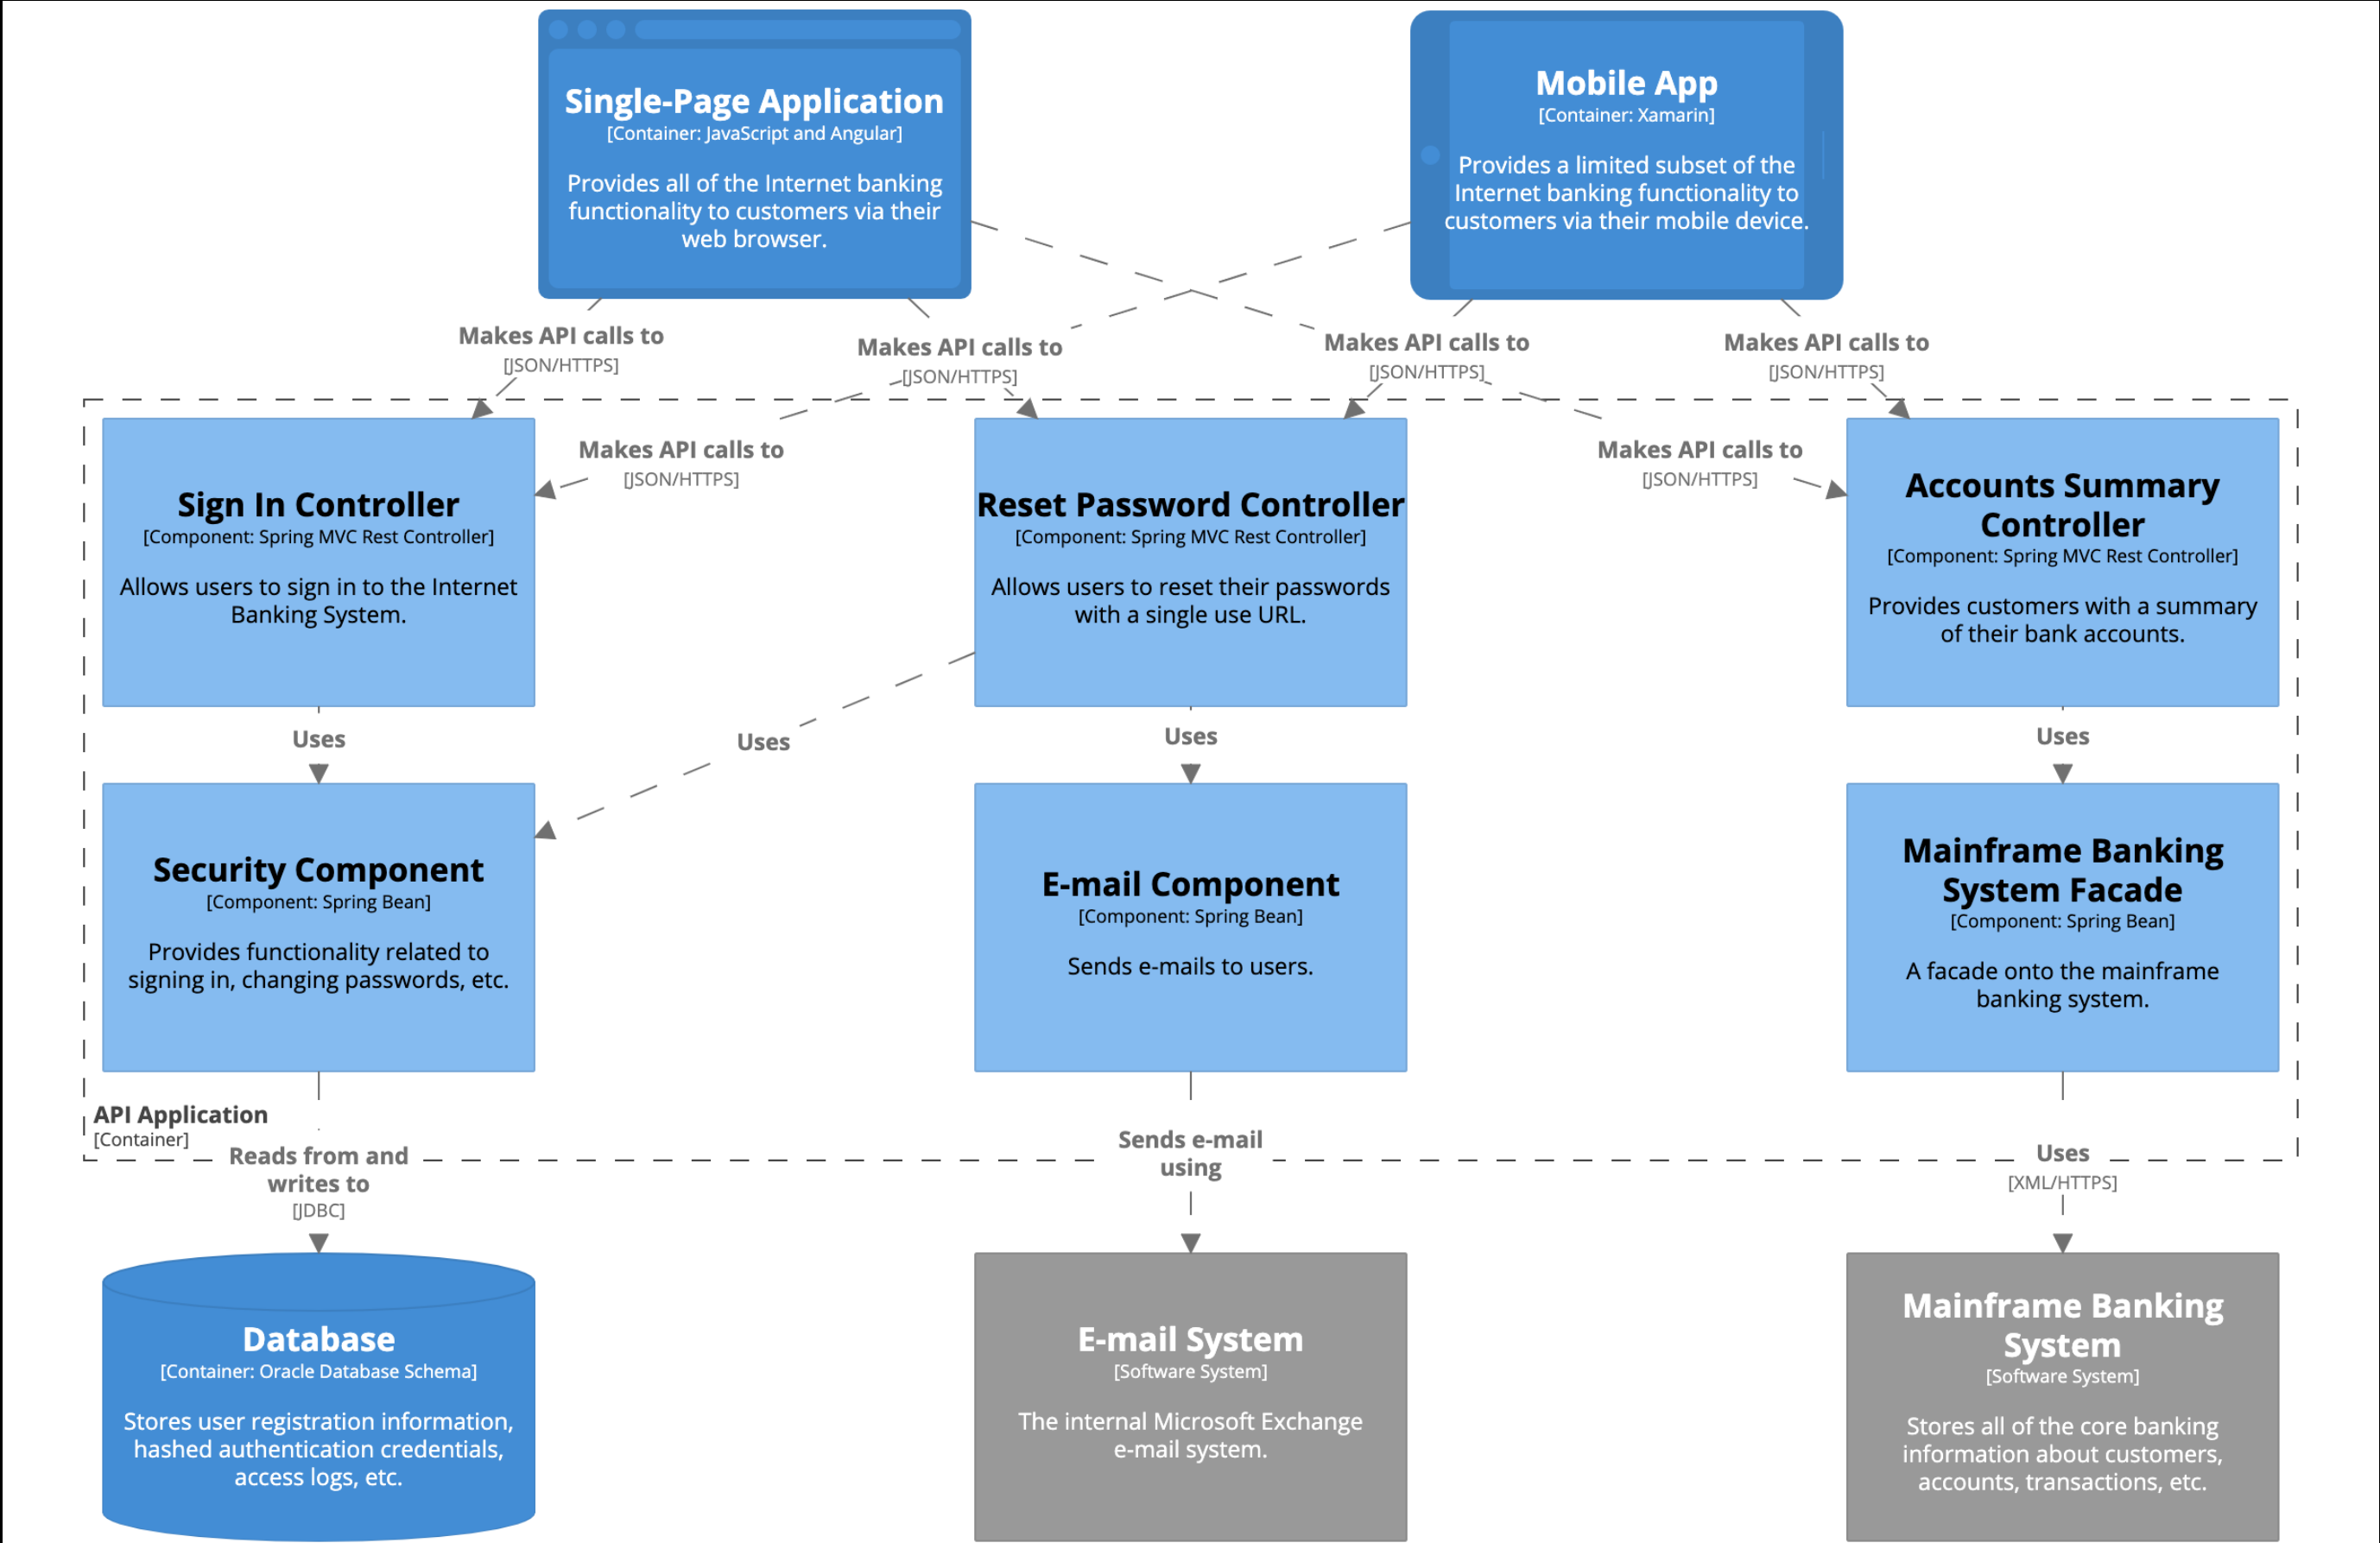 Single-Page Application
[Container: JavaScript and Angular]
Provides all of the Internet banking
functionality to customers via their
web browser.
Mobile App
[Container: Xamarin]
Provides a limited subset of the
Internet banking functionality to
customers via their mobile device.
Makes API calls to
[JSON/HTTPS]
Makes API calls to
[JSON/HTTPS]
Makes API calls to
[JSON/HTTPS]
Makes API calls to
[JSON/HTTPS]
Makes API calls to
[JSON/HTTPS]
Makes API calls to
[JSON/HTTPS]
Sign In Controller
[Component: Spring MVC Rest Controller]
Allows users to sign in to the Internet
Banking System.
Reset Password Controller
[Component: Spring MVC Rest Controller]
Allows users to reset their passwords
with a single use URL.
Accounts Summary
Controller
[Component: Spring MVC Rest Controller]
Provides customers with a summary
of their bank accounts.
Uses
Uses
Uses
Uses
Security Component
[Component: Spring Bean]
Provides functionality related to
signing in, changing passwords, etc.
E-mail Component
[Component: Spring Bean]
Sends e-mails to users.
Mainframe Banking
System Facade
[Component: Spring Bean]
A facade onto the mainframe
banking system.
API Application
[Container]
Reads from and
writes to
[JDBC]
Sends e-mail
using
Uses
[XML/HTTPS]
Database
[Container: Oracle Database Schema]
Stores user registration information,
hashed authentication credentials,
access logs, etc.
E-mail System
[Software System]
The internal Microsoft Exchange
e-mail system.
Mainframe Banking
System
[Software System]
Stores all of the core banking
information about customers,
accounts, transactions, etc.